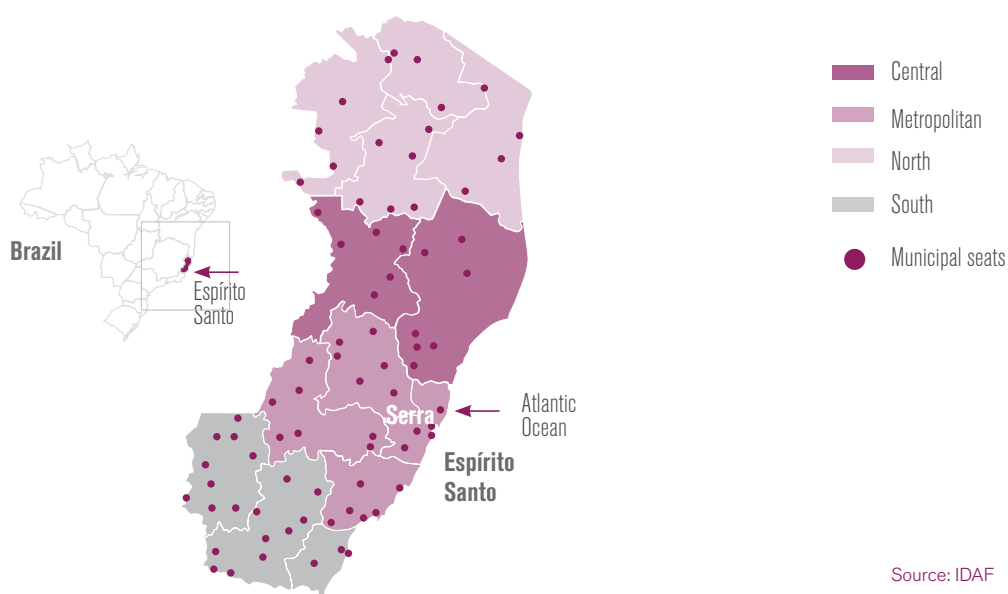 Central
Metropolitan
North
South
Municipal seats
Brazil
Espírito
Santo
Serra
Atlantic
Ocean
Espírito
Santo
Source: IDAF